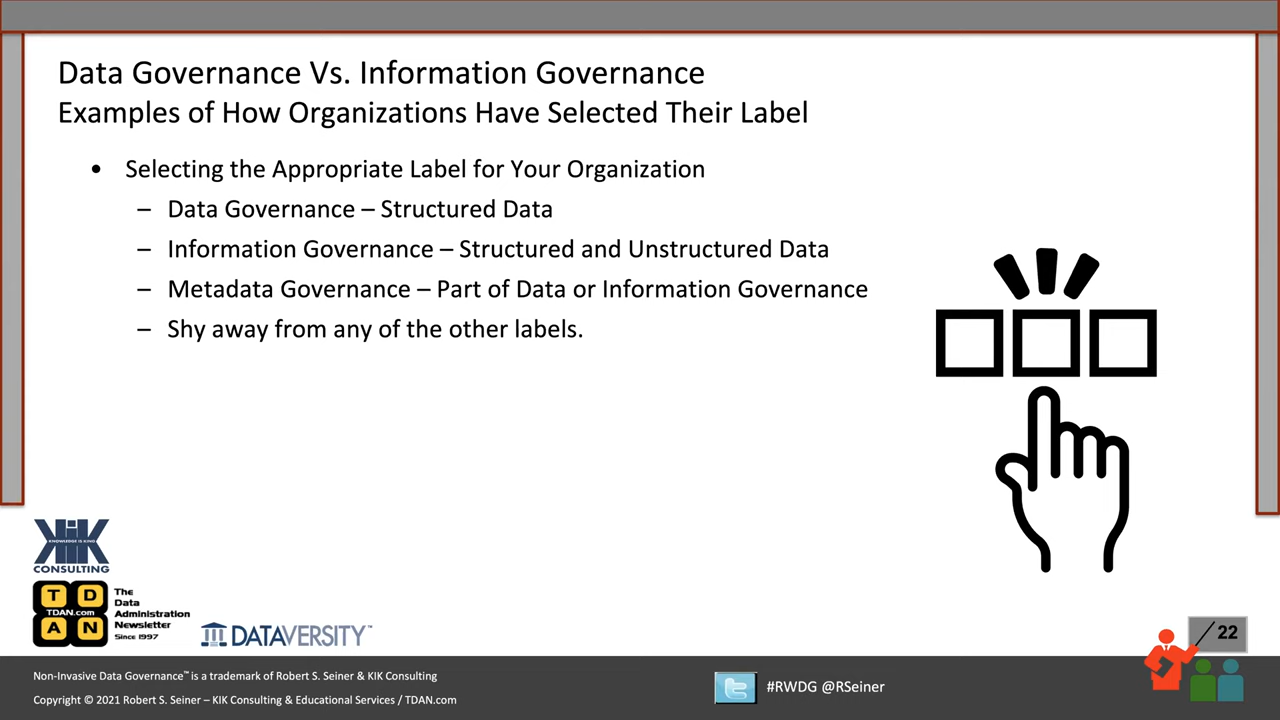 Data Governance Vs. Information Governance
Examples of How Organizations Have Selected Their Label
• Selecting the Appropriate Label for Your Organization
– Data Governance – Structured Data
– Information Governance – Structured and Unstructured Data
– Metadata Governance – Part of Data or Information Governance
– Shy away from any of the other labels.
KIK
KNOWLEDGE IS KING
CONSULTING
T D
TDAN.com
A N
The
Data
Administration
Newsletter
Since 1997
DATAVERSITY™
22
Non-Invasive Data Governance™ is a trademark of Robert S. Seiner & KIK Consulting
Copyright © 2021 Robert S. Seiner – KIK Consulting & Educational Services / TDAN.com
#RWDG @RSeiner